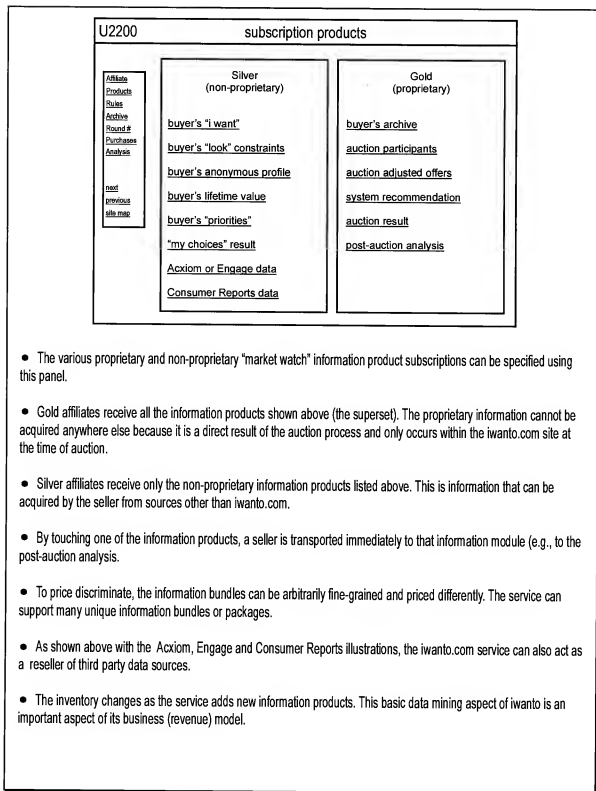 U2200 subscription products
Affiliate
Products
Rules
Archive
Round #
Purchases
Analysis
next
previous
site map
Silver
(non-proprietary)
buyer's "i want"
buyer's "look" constraints
buyer's anonymous profile
buyer's lifetime value
buyer's "priorities"
"my choices" result
Acxiom or Engage data
Consumer Reports data
Gold
(proprietary)
buyer's archive
auction participants
auction adjusted offers
system recommendation
auction result
post-auction analysis
● The various proprietary and non-proprietary "market watch" information product subscriptions can be specified using
this panel.
● Gold affiliates receive all the information products shown above (the superset). The proprietary information cannot be
acquired anywhere else because it is a direct result of the auction process and only occurs within the iwanto.com site at
the time of auction.
● Silver affiliates receive only the non-proprietary information products listed above. This is information that can be
acquired by the seller from sources other than iwanto.com.
● By touching one of the information products, a seller is transported immediately to that information module (e.g., to the
post-auction analysis.
● To price discriminate, the information bundles can be arbitrarily fine-grained and priced differently. The service can
support many unique information bundles or packages.
● As shown above with the Acxiom, Engage and Consumer Reports illustrations, the iwanto.com service can also act as
a reseller of third party data sources.
● The inventory changes as the service adds new information products. This basic data mining aspect of iwanto is an
important aspect of its business (revenue) model.